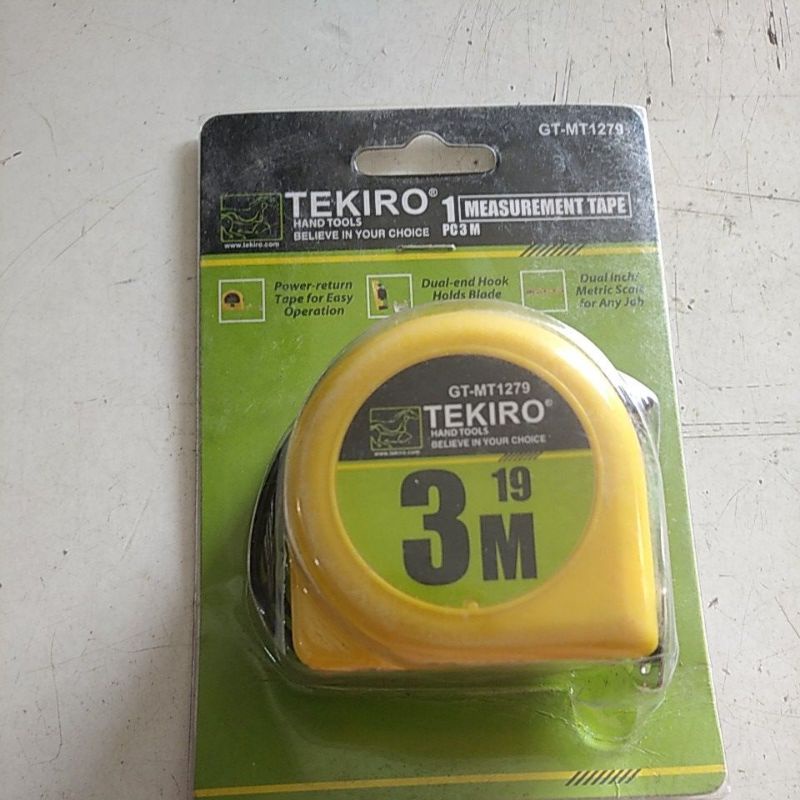 GT-MT1279
TEKIRO®
HAND TOOLS
BELIEVE IN YOUR CHOICE
www.tekiro.com
1
PC 3 M
MEASUREMENT TAPE
Power-return
Tape for Easy
Operation
Dual-end Hook
Holds Blade
Dual Inch/
Metric Scale
for Any Job
GT-MT1279
TEKIRO®
HAND TOOLS
BELIEVE IN YOUR CHOICE
www.tekiro.com
3 M
19